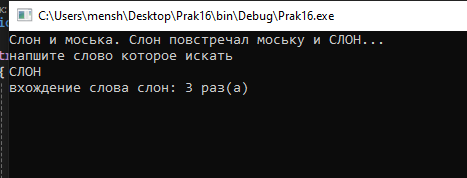 C:\Users\mensh\Desktop\Prak16\bin\Debug\Prak16.exe
Слон и моська. Слон повстречал моську и СЛОН...
напшите слово которое искать
СЛОН
вхождение слова слон: 3 раз(а)